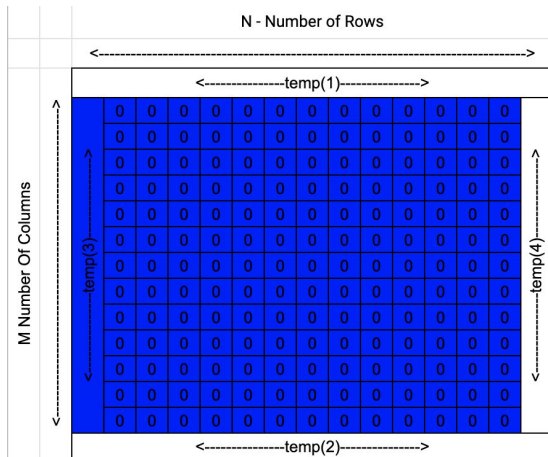 N - Number of Rows
<---------------------------------------------------------------------->
<---------------temp(1)--------------->
0 0 0 0 0 0 0 0 0 0 0 0 0
0 0 0 0 0 0 0 0 0 0 0 0 0
0 0 0 0 0 0 0 0 0 0 0 0 0
0 0 0 0 0 0 0 0 0 0 0 0 0
0 0 0 0 0 0 0 0 0 0 0 0 0
0 0 0 0 0 0 0 0 0 0 0 0 0
0 0 0 0 0 0 0 0 0 0 0 0 0
0 0 0 0 0 0 0 0 0 0 0 0 0
0 0 0 0 0 0 0 0 0 0 0 0 0
0 0 0 0 0 0 0 0 0 0 0 0 0
0 0 0 0 0 0 0 0 0 0 0 0 0
0 0 0 0 0 0 0 0 0 0 0 0 0
0 0 0 0 0 0 0 0 0 0 0 0 0
M Number Of Columns
<---------------------------------------------------->
<---------------temp(3)--------------->
<---------------temp(4)--------------->
<---------------temp(2)--------------->